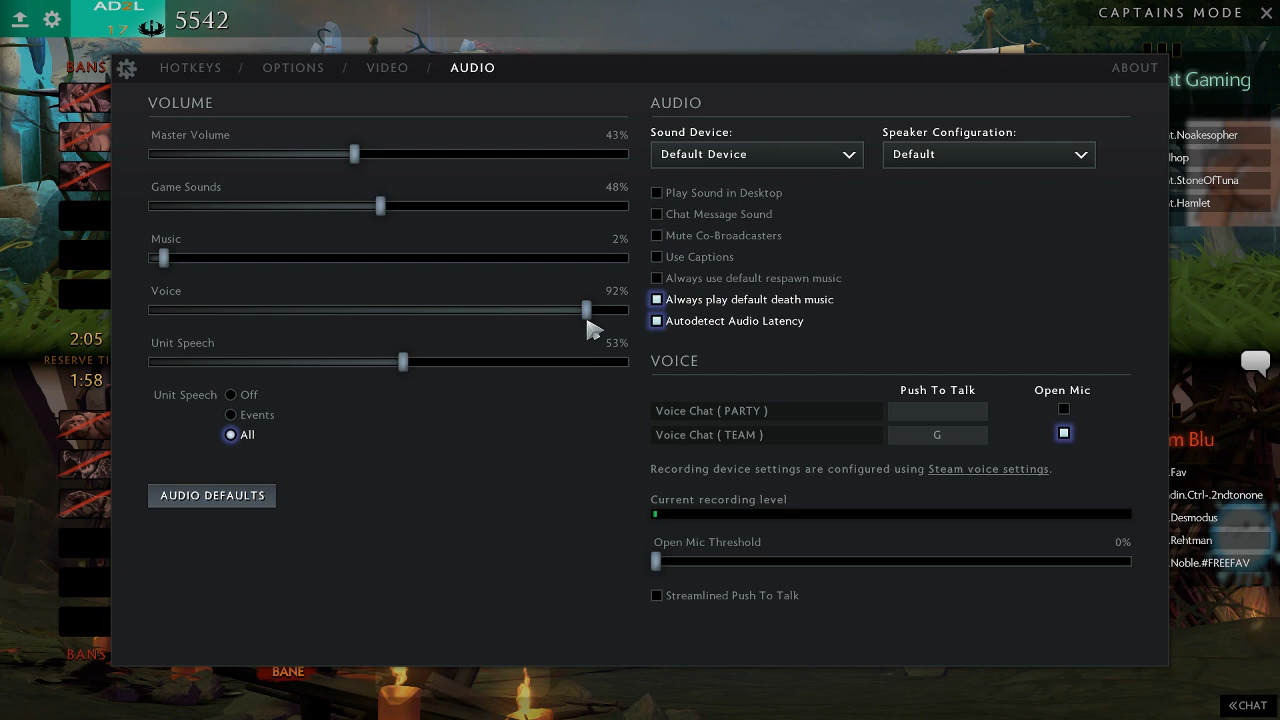 AD2L
17
5542
CAPTAINS MODE
BANS
HOTKEYS / OPTIONS / VIDEO / AUDIO
ABOUT
VOLUME
Master Volume 43%
Game Sounds 48%
Music 2%
Voice 92%
Unit Speech 53%
Unit Speech Off
Events
All
AUDIO DEFAULTS
AUDIO
Sound Device: Speaker Configuration:
Default Device Default
Play Sound in Desktop
Chat Message Sound
Mute Co-Broadcasters
Use Captions
Always use default respawn music
Always play default death music
Autodetect Audio Latency
VOICE
Push To Talk Open Mic
Voice Chat ( PARTY )
Voice Chat ( TEAM ) G
Recording device settings are configured using Steam voice settings.
Current recording level
Open Mic Threshold 0%
Streamlined Push To Talk
2:05
RESERVE TI
1:58
BANS
BANE
nt Gaming
t.Noakesopher
hop
t.StoneOfTuna
t.Hamlet
m Blu
.Fav
din.Ctrl-.2ndtonone
.Desmodus
.Rehtman
.Noble.#FREEFAV
«CHAT